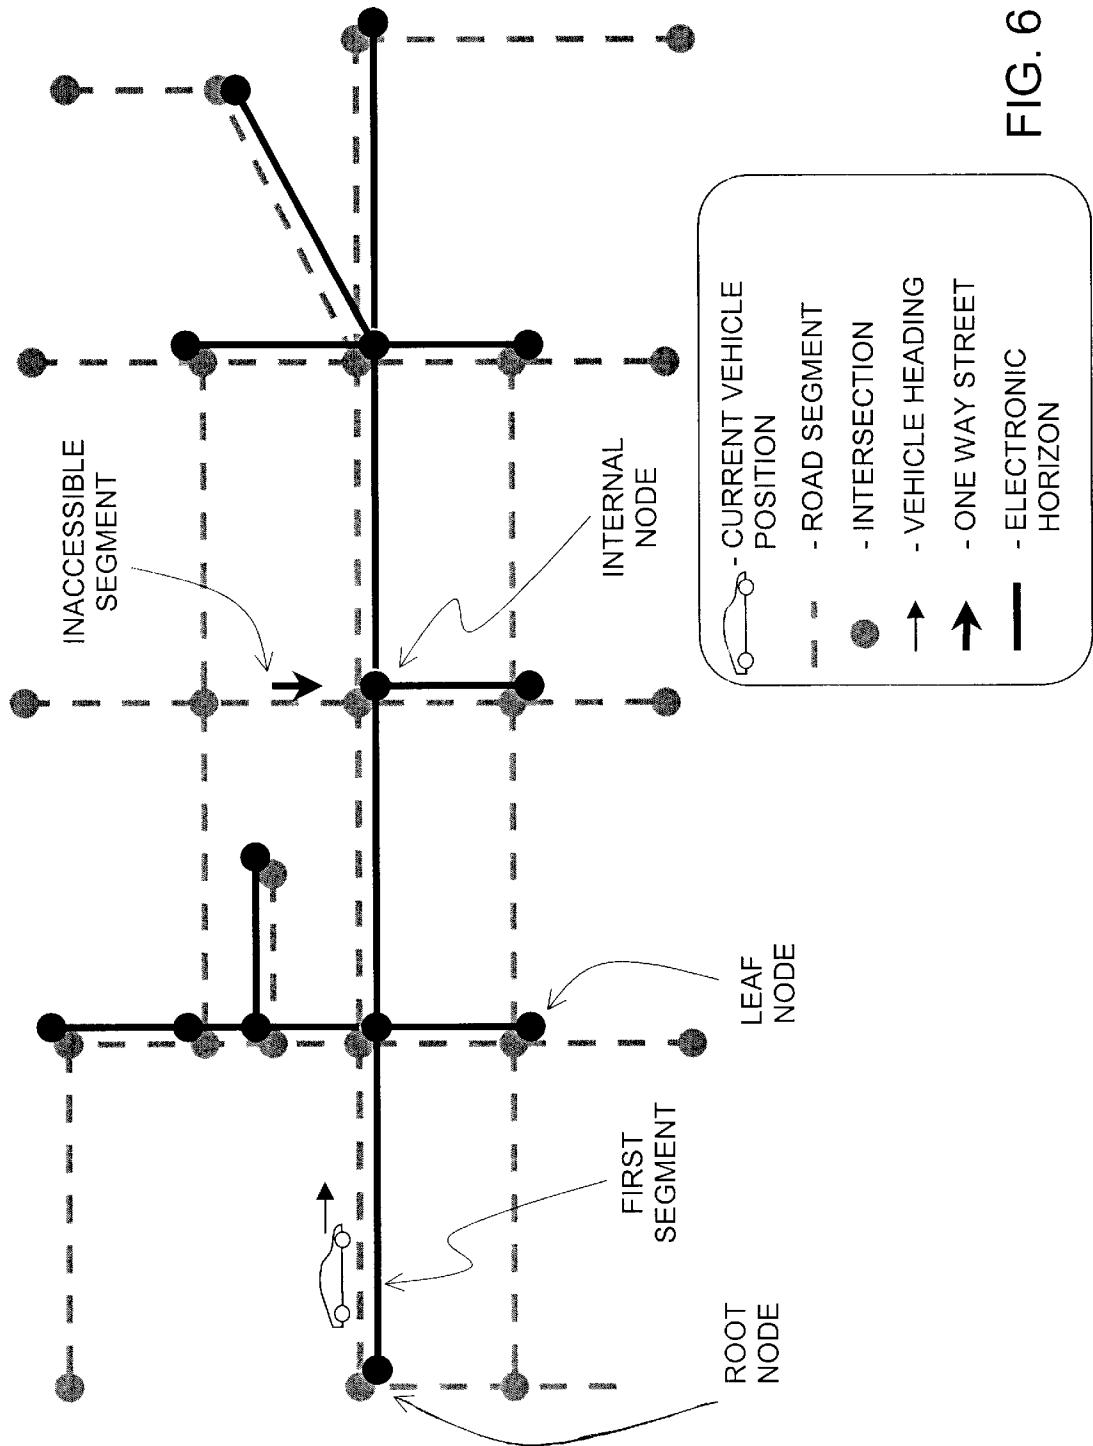 INACCESSIBLE
SEGMENT
INTERNAL
NODE
LEAF
NODE
FIRST
SEGMENT
ROOT
NODE
- CURRENT VEHICLE
POSITION
- ROAD SEGMENT
- INTERSECTION
- VEHICLE HEADING
- ONE WAY STREET
- ELECTRONIC
HORIZON
FIG. 6